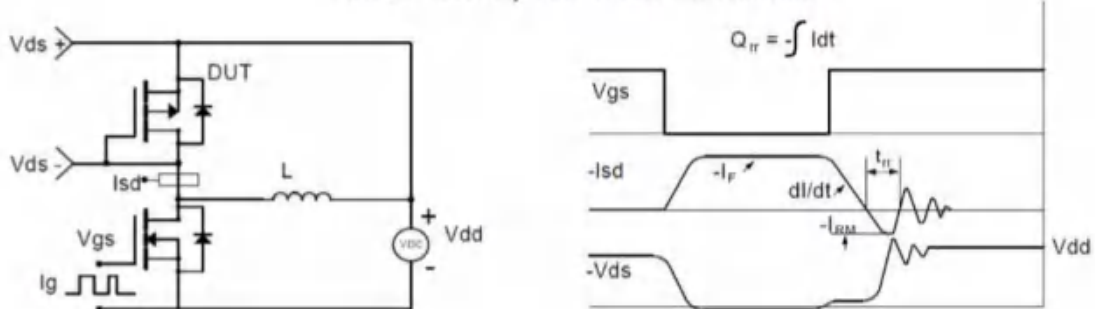 Vds +
DUT
Vds -
Isd
L
Vgs
Ig
VDC
+
-
Vdd
Qrr = -∫ Idt
Vgs
-Isd
-IF
dI/dt
trr
-IRM
Vdd
-Vds